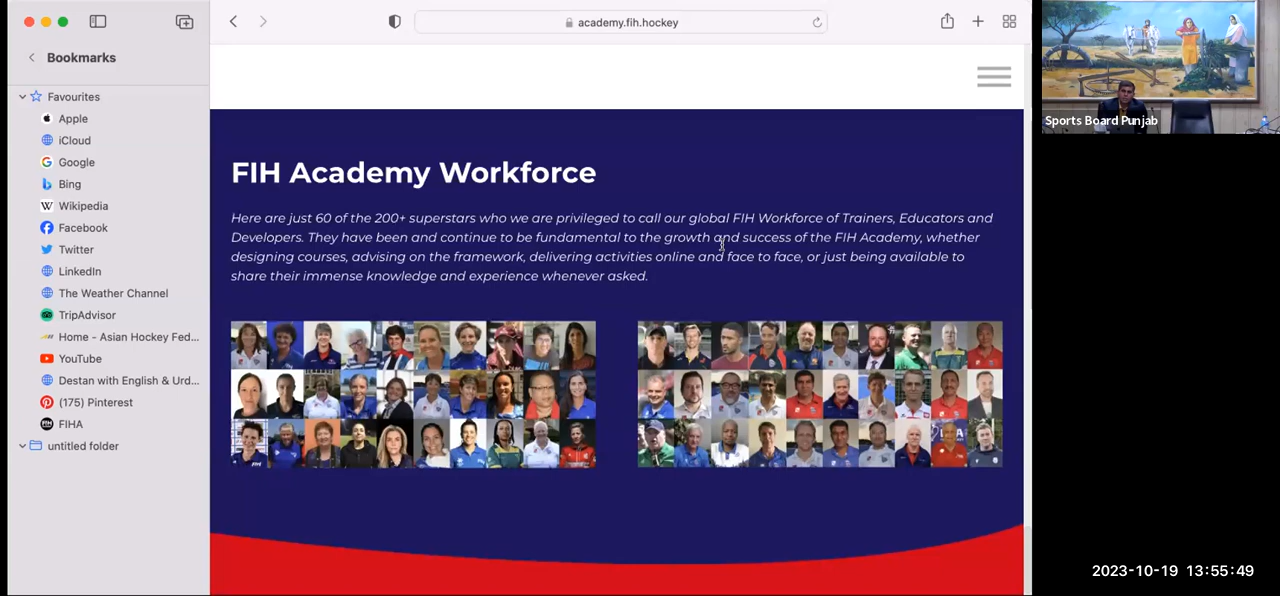 academy.fih.hockey
Bookmarks
Favourites
Apple
iCloud
Google
Bing
Wikipedia
Facebook
Twitter
LinkedIn
The Weather Channel
TripAdvisor
Home - Asian Hockey Fed...
YouTube
Destan with English & Urd...
(175) Pinterest
FIHA
untitled folder
FIH Academy Workforce
Here are just 60 of the 200+ superstars who we are privileged to call our global FIH Workforce of Trainers, Educators and
Developers. They have been and continue to be fundamental to the growth and success of the FIH Academy, whether
designing courses, advising on the framework, delivering activities online and face to face, or just being available to
share their immense knowledge and experience whenever asked.
Sports Board Punjab
2023-10-19 13:55:49